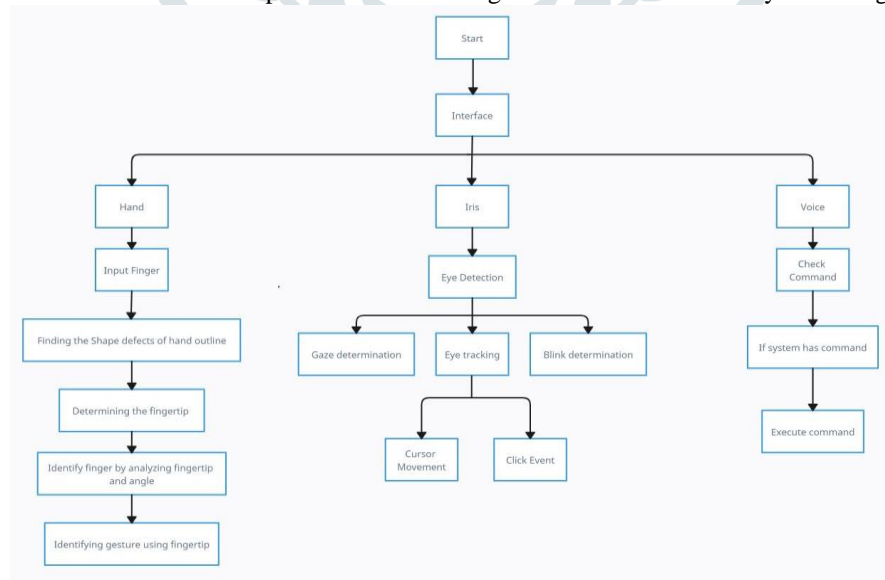 Start
Interface
Hand
Iris
Voice
Input Finger
Eye Detection
Check
Command
Finding the Shape defects of hand outline
Gaze determination
Eye tracking
Blink determination
If system has command
Determining the fingertip
Cursor
Movement
Click Event
Execute command
Identify finger by analyzing fingertip
and angle
Identifying gesture using fingertip